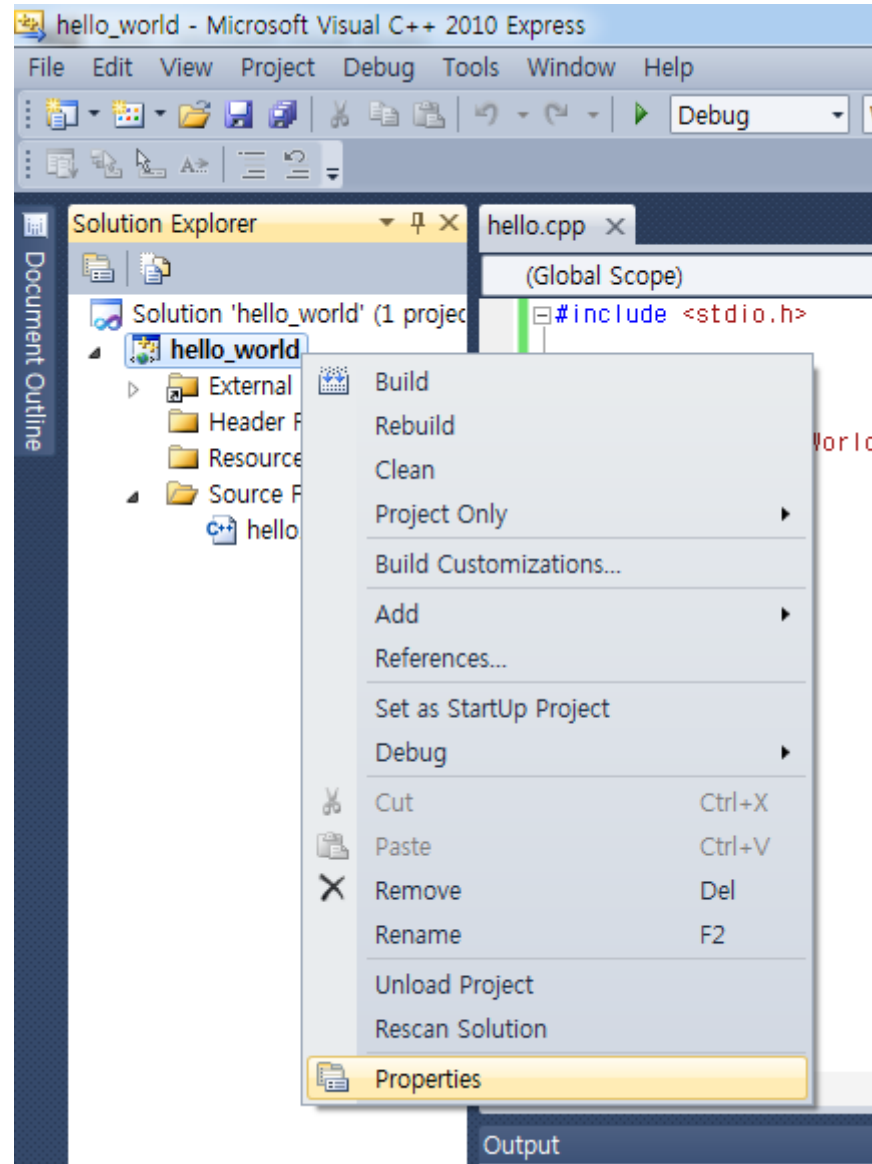 hello_world - Microsoft Visual C++ 2010 Express
File Edit View Project Debug Tools Window Help
Debug
Document Outline
Solution Explorer
hello.cpp
(Global Scope)
Solution 'hello_world' (1 projec
#include <stdio.h>
hello_world
External
Header F
Resource
Source F
hello
Build
Rebuild
Clean
Project Only
Build Customizations...
Add
References...
Set as StartUp Project
Debug
Cut Ctrl+X
Paste Ctrl+V
Remove Del
Rename F2
Unload Project
Rescan Solution
Properties
Output